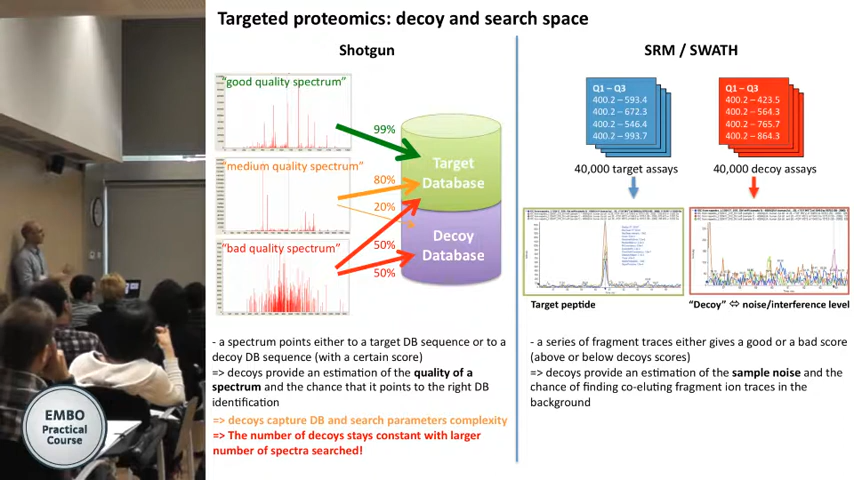 Targeted proteomics: decoy and search space
Shotgun
"good quality spectrum"
99%
"medium quality spectrum"
80%
20%
"bad quality spectrum"
50%
50%
Target
Database
Decoy
Database
- a spectrum points either to a target DB sequence or to a
decoy DB sequence (with a certain score)
=> decoys provide an estimation of the quality of a
spectrum and the chance that it points to the right DB
identification
=> decoys capture DB and search parameters complexity
=> The number of decoys stays constant with larger
number of spectra searched!
SRM / SWATH
Q1 – Q3
400.2 – 593.4
400.2 – 672.3
400.2 – 546.4
400.2 – 993.7
40,000 target assays
Q1 – Q3
400.2 – 423.5
400.2 – 564.3
400.2 – 765.7
400.2 – 864.3
40,000 decoy assays
Target peptide
"Decoy" ⇔ noise/interference level
- a series of fragment traces either gives a good or a bad score
(above or below decoys scores)
=> decoys provide an estimation of the sample noise and the
chance of finding co-eluting fragment ion traces in the
background
EMBO
Practical
Course